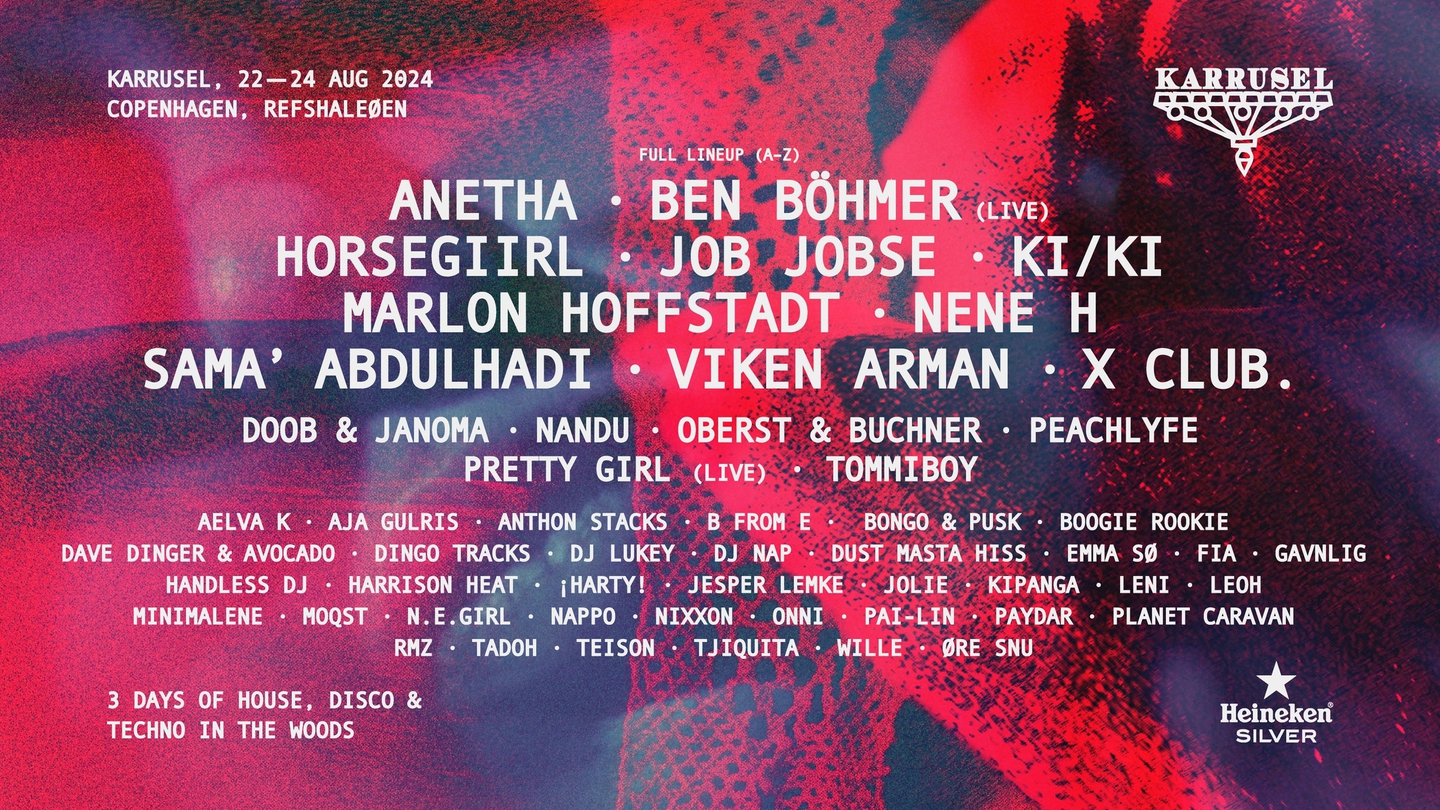 KARRUSEL, 22—24 AUG 2024
COPENHAGEN, REFSHALEØEN
KARRUSEL
FULL LINEUP (A-Z)
ANETHA · BEN BÖHMER (LIVE)
HORSEGIIRL · JOB JOBSE · KI/KI
MARLON HOFFSTADT · NENE H
SAMA’ ABDULHADI · VIKEN ARMAN · X CLUB.
DOOB & JANOMA · NANDU · OBERST & BUCHNER · PEACHLYFE
PRETTY GIRL (LIVE) · TOMMIBOY
AELVA K · AJA GULRIS · ANTHON STACKS · B FROM E · BONGO & PUSK · BOOGIE ROOKIE
DAVE DINGER & AVOCADO · DINGO TRACKS · DJ LUKEY · DJ NAP · DUST MASTA HISS · EMMA SØ · FIA · GAVNLIG
HANDLESS DJ · HARRISON HEAT · ¡HARTY! · JESPER LEMKE · JOLIE · KIPANGA · LENI · LEOH
MINIMALENE · MOQST · N.E.GIRL · NAPPO · NIXXON · ONNI · PAI-LIN · PAYDAR · PLANET CARAVAN
RMZ · TADOH · TEISON · TJIQUITA · WILLE · ØRE SNU
3 DAYS OF HOUSE, DISCO &
TECHNO IN THE WOODS
Heineken®
SILVER